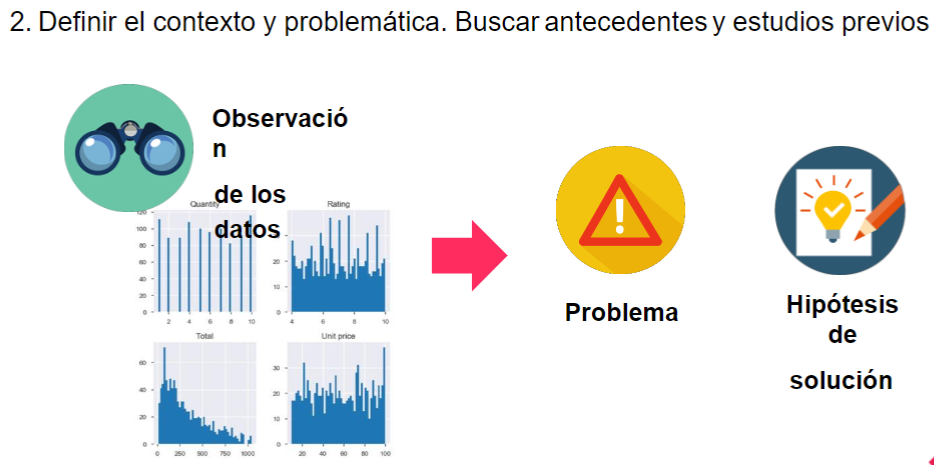 2. Definir el contexto y problemática. Buscar antecedentes y estudios previos
Observació
n
de los
datos
Quantity
120
100
80
60
40
20
0
2 4 6 8 10
Rating
20
10
0
4 6 8 10
Total
60
40
20
0
0 250 500 750 1000
Unit price
30
20
10
0
20 40 60 80 100
Problema
Hipótesis
de
solución